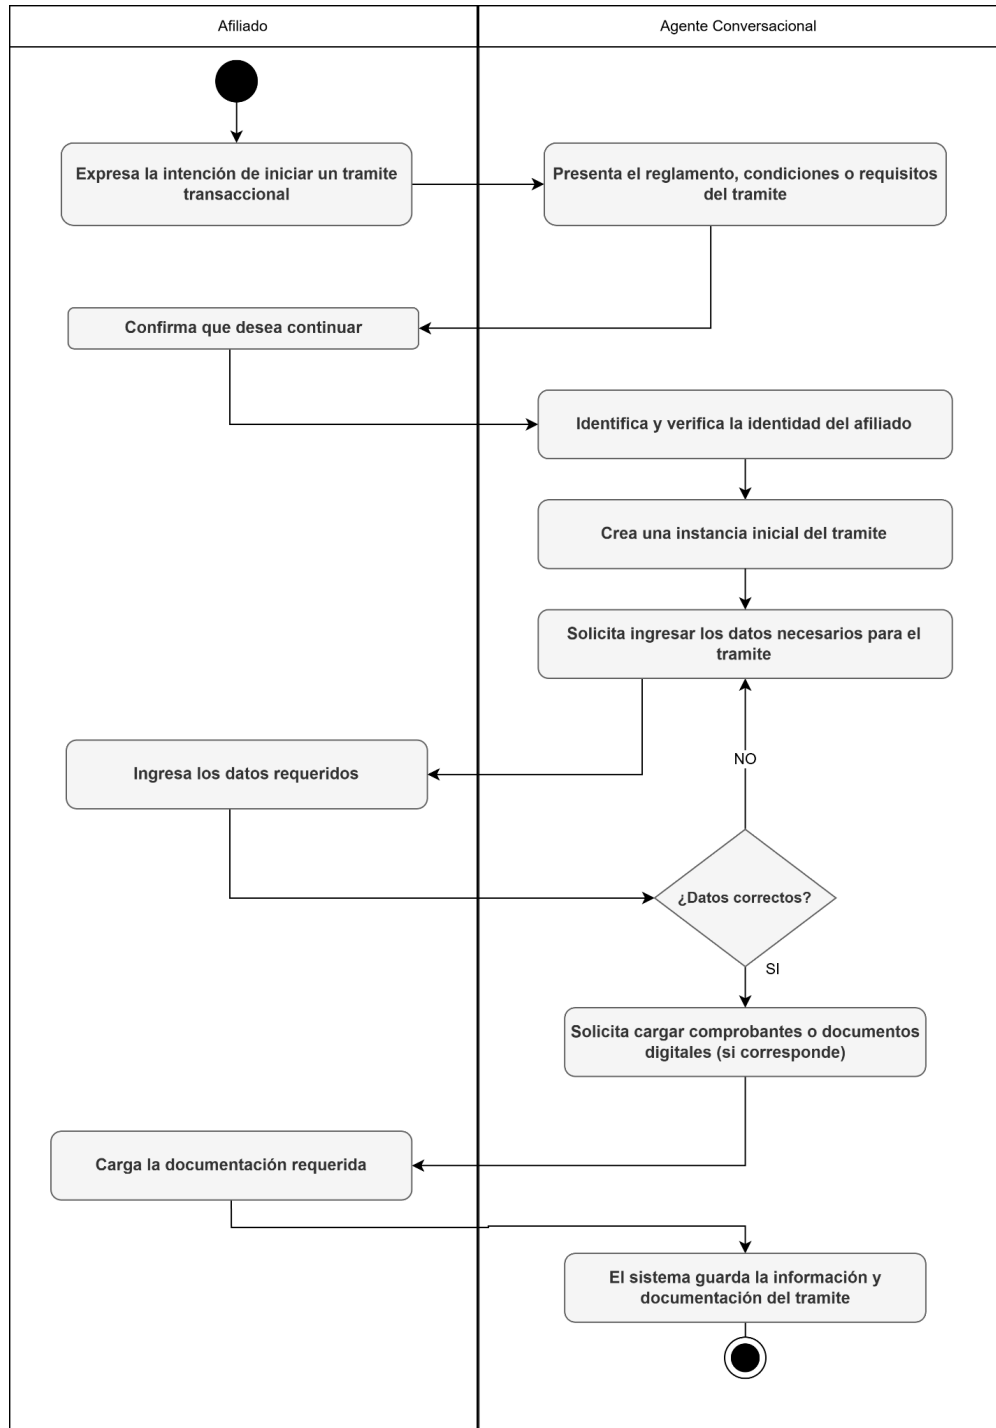 Afiliado
Agente Conversacional
Expresa la intención de iniciar un tramite
transaccional
Presenta el reglamento, condiciones o requisitos
del tramite
Confirma que desea continuar
Identifica y verifica la identidad del afiliado
Crea una instancia inicial del tramite
Solicita ingresar los datos necesarios para el
tramite
Ingresa los datos requeridos
NO
¿Datos correctos?
SI
Solicita cargar comprobantes o documentos
digitales (si corresponde)
Carga la documentación requerida
El sistema guarda la información y
documentación del tramite